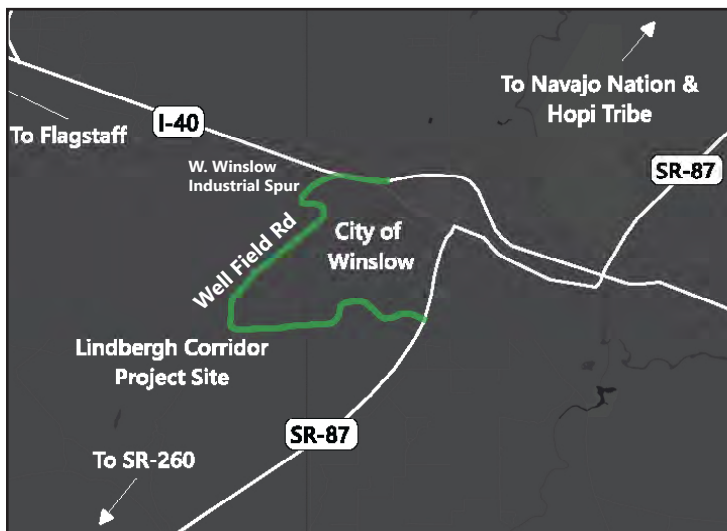 To Navajo Nation &
Hopi Tribe
To Flagstaff
I-40
W. Winslow
Industrial Spur
SR-87
Well Field Rd
City of
Winslow
Lindbergh Corridor
Project Site
SR-87
To SR-260